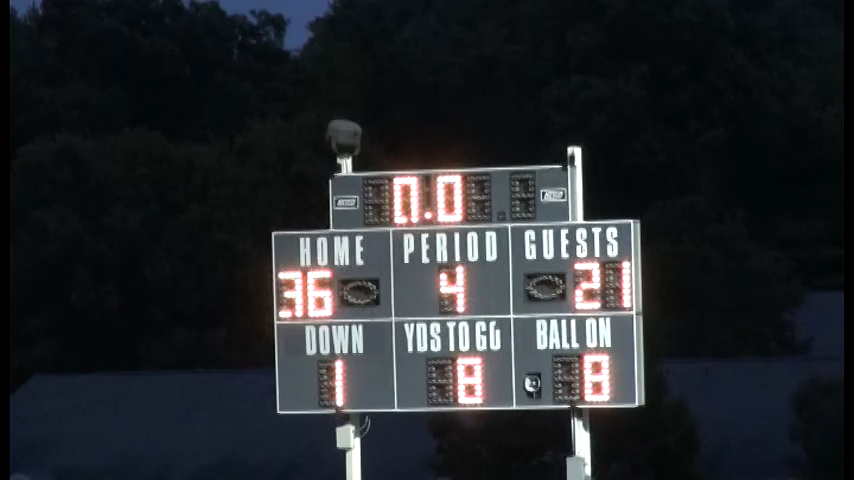 0.0
HOME PERIOD GUESTS
36 4 21
DOWN YDS TO GO BALL ON
1 8 8